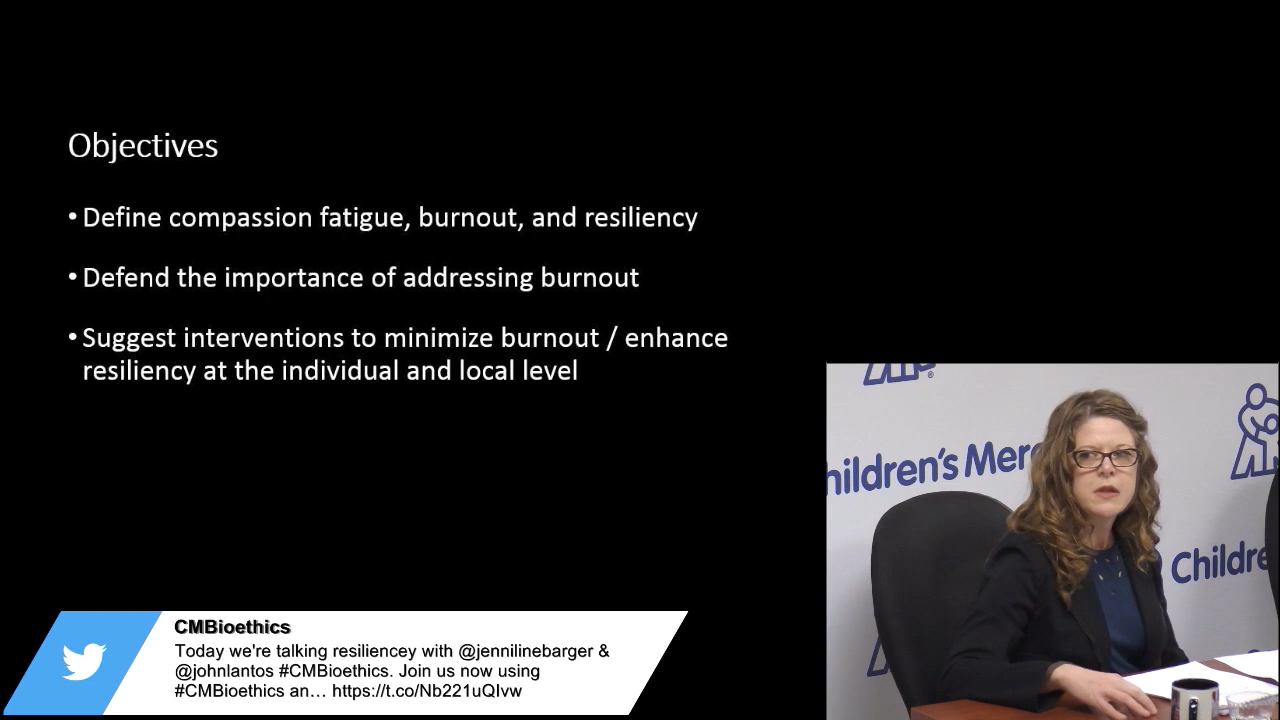 Objectives
• Define compassion fatigue, burnout, and resiliency
• Defend the importance of addressing burnout
• Suggest interventions to minimize burnout / enhance
resiliency at the individual and local level
®
hildren's Merc
Childre
CMBioethics
Today we're talking resiliencey with @jennilinebarger &
@johnlantos #CMBioethics. Join us now using
#CMBioethics an… https://t.co/Nb221uQIvw